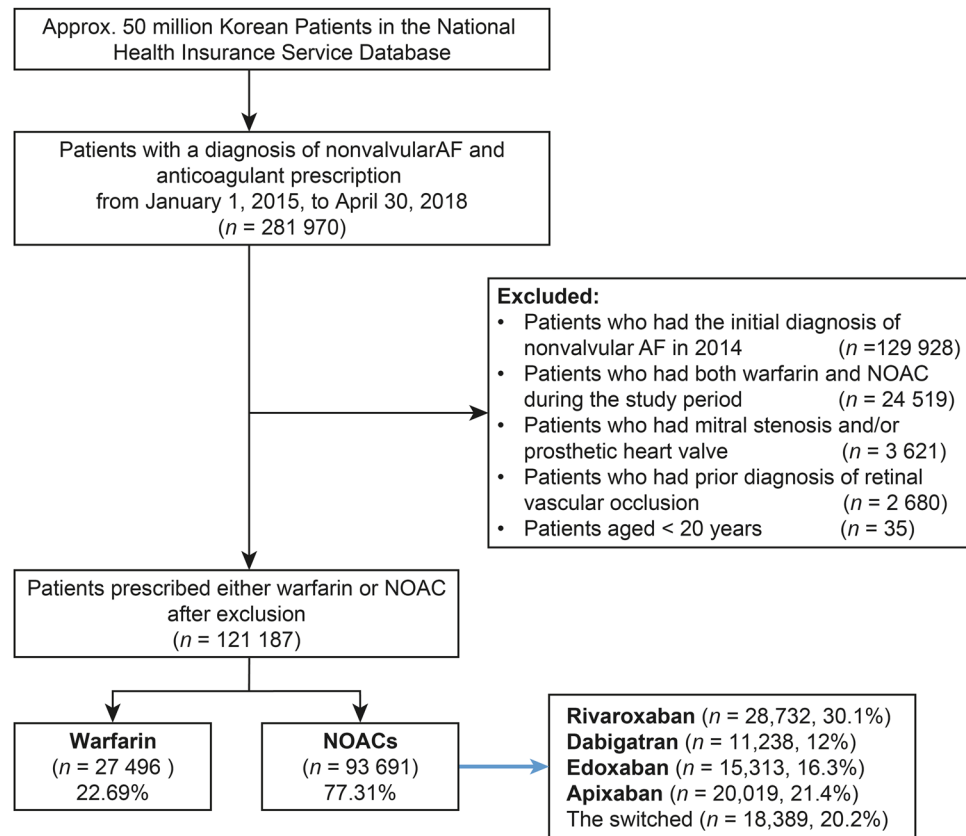 Approx. 50 million Korean Patients in the National
Health Insurance Service Database
Patients with a diagnosis of nonvalvularAF and
anticoagulant prescription
from January 1, 2015, to April 30, 2018
(n = 281 970)
Excluded:
• Patients who had the initial diagnosis of
nonvalvular AF in 2014 (n =129 928)
• Patients who had both warfarin and NOAC
during the study period (n = 24 519)
• Patients who had mitral stenosis and/or
prosthetic heart valve (n = 3 621)
• Patients who had prior diagnosis of retinal
vascular occlusion (n = 2 680)
• Patients aged < 20 years (n = 35)
Patients prescribed either warfarin or NOAC
after exclusion
(n = 121 187)
Warfarin
(n = 27 496 )
22.69%
NOACs
(n = 93 691)
77.31%
Rivaroxaban (n = 28,732, 30.1%)
Dabigatran (n = 11,238, 12%)
Edoxaban (n = 15,313, 16.3%)
Apixaban (n = 20,019, 21.4%)
The switched (n = 18,389, 20.2%)